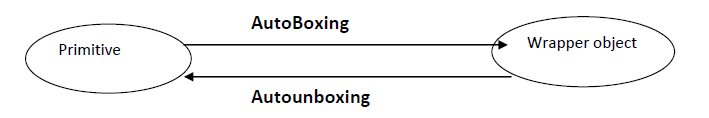 AutoBoxing
Primitive
Wrapper object
Autounboxing